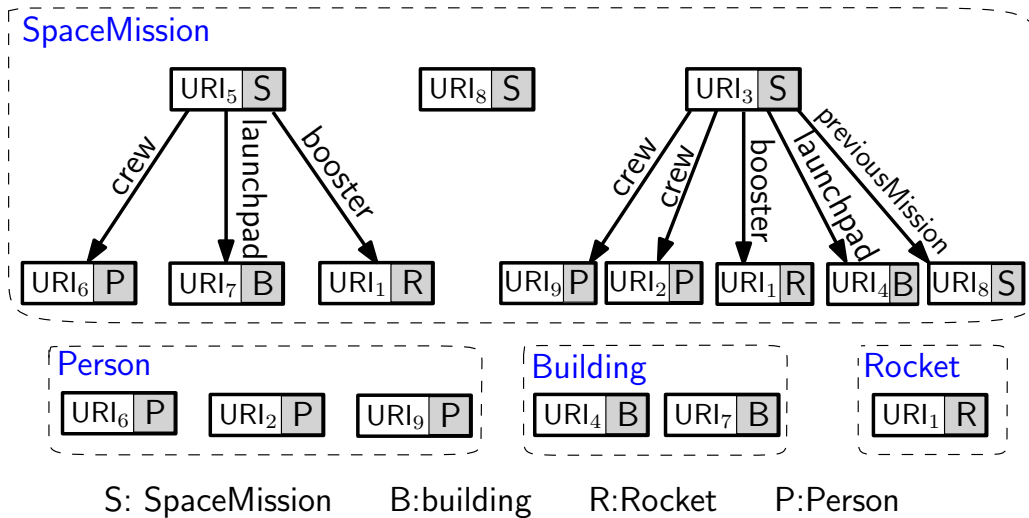 SpaceMission
URI₅ S
URI₈ S
URI₃ S
crew
launchpad
booster
crew
crew
booster
launchpad
previousMission
URI₆ P
URI₇ B
URI₁ R
URI₉ P
URI₂ P
URI₁ R
URI₄ B
URI₈ S
Person
URI₆ P
URI₂ P
URI₉ P
Building
URI₄ B
URI₇ B
Rocket
URI₁ R
S: SpaceMission B:building R:Rocket P:Person